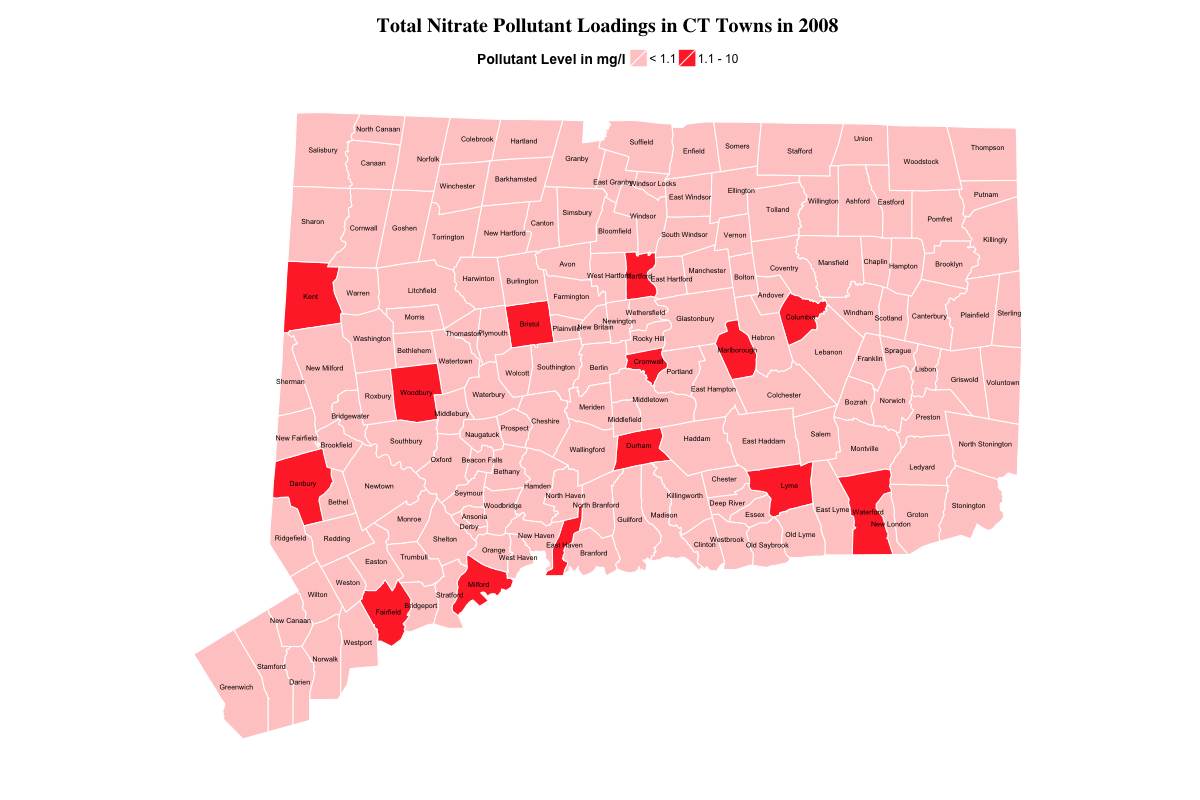 Total Nitrate Pollutant Loadings in CT Towns in 2008
Pollutant Level in mg/l < 1.1 1.1 - 10
North Canaan
Colebrook
Hartland
Salisbury
Canaan
Norfolk
Granby
Suffield
Enfield
Somers
Stafford
Union
Woodstock
Thompson
Winchester
Barkhamsted
East Granby
Windsor Locks
East Windsor
Ellington
Tolland
Willington
Ashford
Eastford
Putnam
Sharon
Cornwall
Goshen
Torrington
New Hartford
Canton
Simsbury
Bloomfield
Windsor
South Windsor
Vernon
Pomfret
Killingly
Avon
West Hartford
Hartford
East Hartford
Manchester
Bolton
Coventry
Mansfield
Chaplin
Hampton
Brooklyn
Kent
Warren
Litchfield
Harwinton
Burlington
Farmington
Andover
Columbia
Windham
Scotland
Canterbury
Plainfield
Sterling
Morris
Washington
Bethlehem
Thomaston
Plymouth
Bristol
Plainville
New Britain
Newington
Wethersfield
Glastonbury
Rocky Hill
Marlborough
Hebron
Lebanon
Franklin
Sprague
Lisbon
Griswold
Voluntown
New Milford
Sherman
Watertown
Wolcott
Southington
Berlin
Cromwell
Portland
East Hampton
Colchester
Bozrah
Norwich
Preston
Roxbury
Woodbury
Bridgewater
Middlebury
Waterbury
Meriden
Middletown
Middlefield
New Fairfield
Brookfield
Southbury
Naugatuck
Prospect
Cheshire
Wallingford
Durham
Haddam
East Haddam
Salem
Montville
Ledyard
North Stonington
Oxford
Beacon Falls
Bethany
Danbury
Bethel
Newtown
Seymour
Woodbridge
Hamden
North Haven
North Branford
Killingworth
Chester
Deep River
Essex
Lyme
East Lyme
Waterford
New London
Groton
Stonington
Monroe
Ansonia
Derby
Guilford
Madison
Ridgefield
Redding
Shelton
Orange
New Haven
West Haven
East Haven
Branford
Clinton
Westbrook
Old Saybrook
Old Lyme
Easton
Trumbull
Weston
Wilton
Milford
Stratford
Bridgeport
Fairfield
New Canaan
Westport
Norwalk
Stamford
Darien
Greenwich